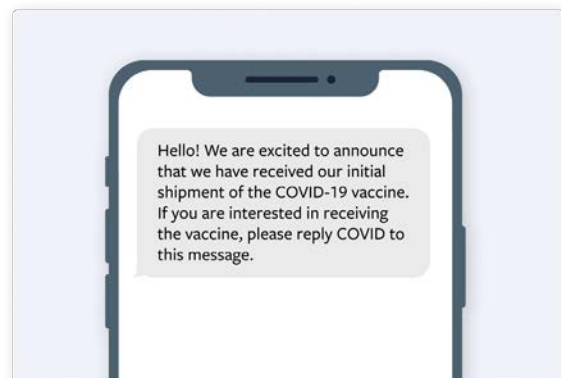 Hello! We are excited to announce
that we have received our initial
shipment of the COVID-19 vaccine.
If you are interested in receiving
the vaccine, please reply COVID to
this message.